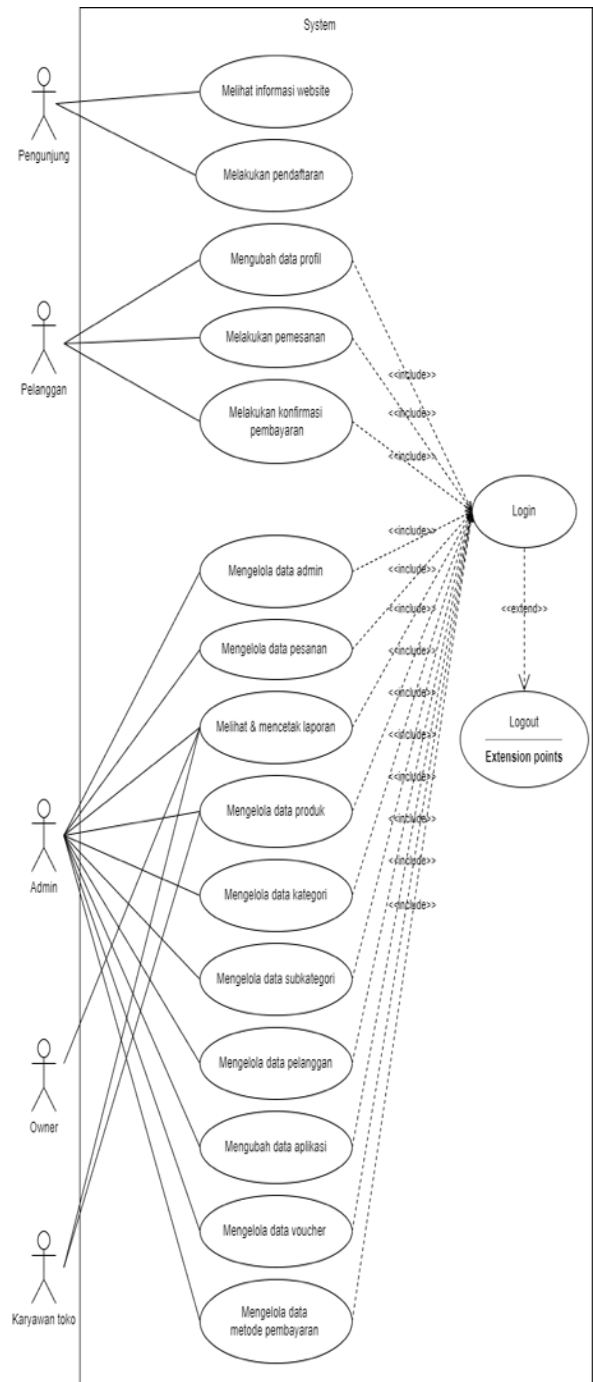 System
Melihat informasi website
Pengunjung
Melakukan pendaftaran
Mengubah data profil
Melakukan pemesanan
Pelanggan
<<include>>
Melakukan konfirmasi
pembayaran
<<include>>
<<include>>
Login
<<include>>
Mengelola data admin
<<include>>
<<include>>
<<extend>>
Mengelola data pesanan
<<include>>
<<include>>
Melihat & mencetak laporan
Logout
<<include>>
Extension points
<<include>>
Mengelola data produk
<<include>>
<<include>>
Admin
Mengelola data kategori
<<include>>
Mengelola data subkategori
Mengelola data pelanggan
Owner
Mengubah data aplikasi
Mengelola data voucher
Karyawan toko
Mengelola data
metode pembayaran